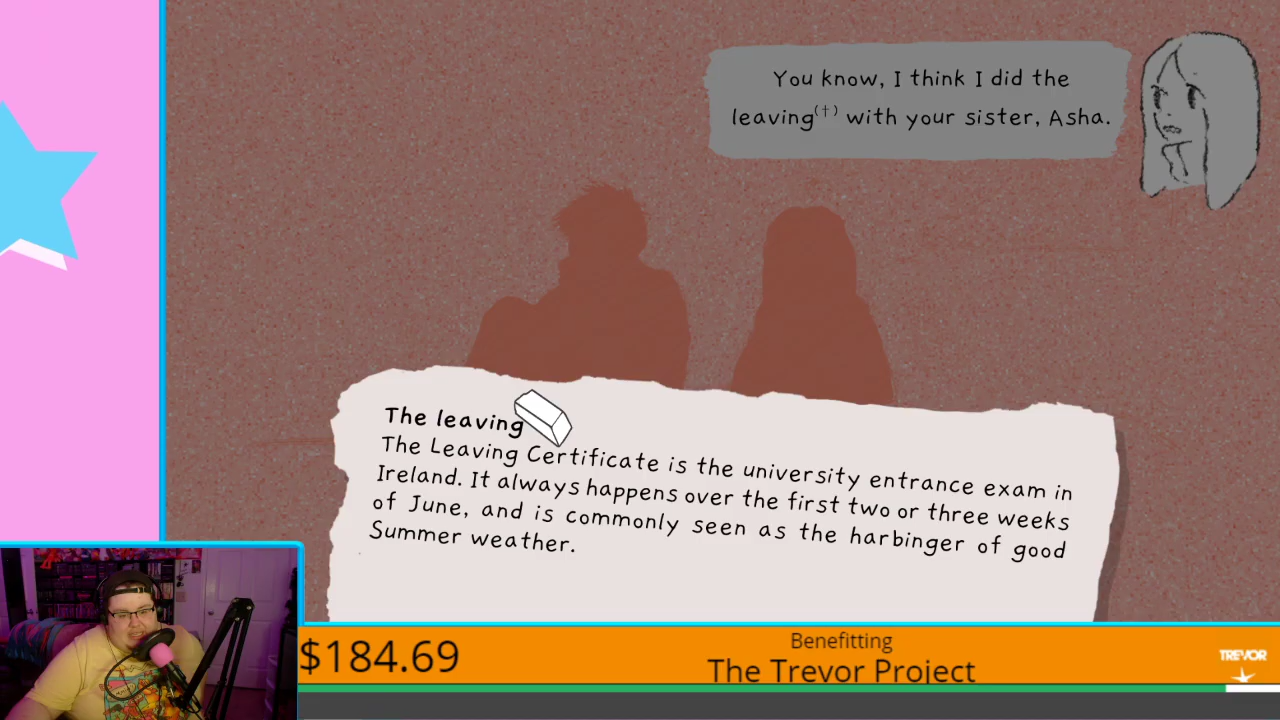 You know, I think I did the
leaving(†) with your sister, Asha.
The leaving
The Leaving Certificate is the university entrance exam in
Ireland. It always happens over the first two or three weeks
of June, and is commonly seen as the harbinger of good
Summer weather.
$184.69
Benefitting
The Trevor Project
TREVOR